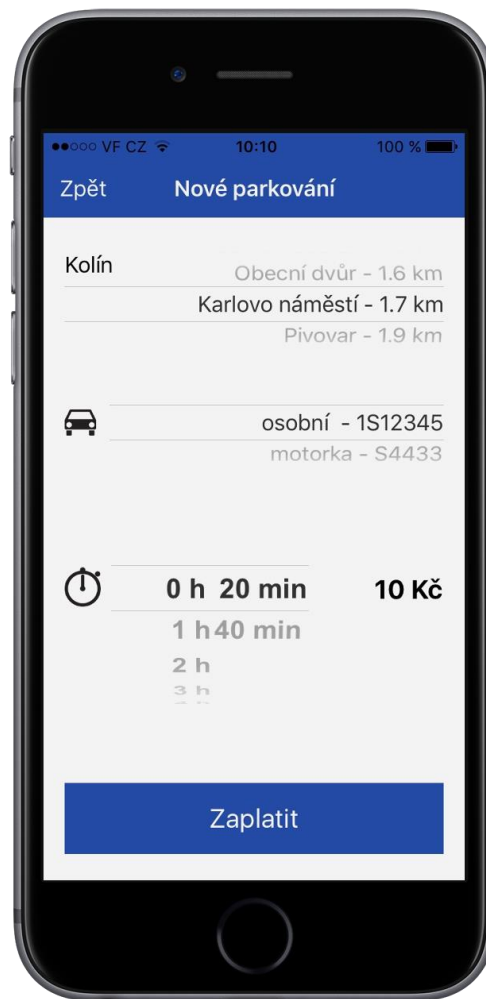 VF CZ 10:10 100 %
Zpět Nové parkování
Kolín
Obecní dvůr - 1.6 km
Karlovo náměstí - 1.7 km
Pivovar - 1.9 km
osobní - 1S12345
motorka - S4433
0 h 20 min 10 Kč
1 h 40 min
2 h
3 h
Zaplatit